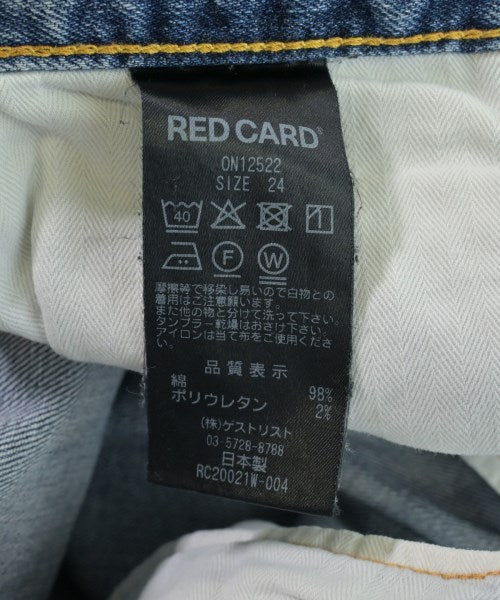 RED CARD®
ON12522
SIZE 24
40
F W
摩擦等で移染し易いので白物との
着用はご注意願います。
また他の物と分けて洗って下さい。
タンブラー乾燥はおさけ下さい。
アイロンは当て布をご使用下さい。
品質表示
綿 98%
ポリウレタン 2%
(株)ゲストリスト
03-5728-8788
日本製
RC20021W-004